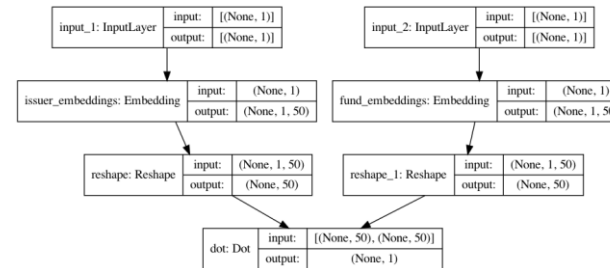 input_1: InputLayer input: [(None, 1)] output: [(None, 1)]
input_2: InputLayer input: [(None, 1)] output: [(None, 1)]
issuer_embeddings: Embedding input: (None, 1) output: (None, 1, 50)
fund_embeddings: Embedding input: (None, 1) output: (None, 1, 50
reshape: Reshape input: (None, 1, 50) output: (None, 50)
reshape_1: Reshape input: (None, 1, 50) output: (None, 50)
dot: Dot input: [(None, 50), (None, 50)] output: (None, 1)